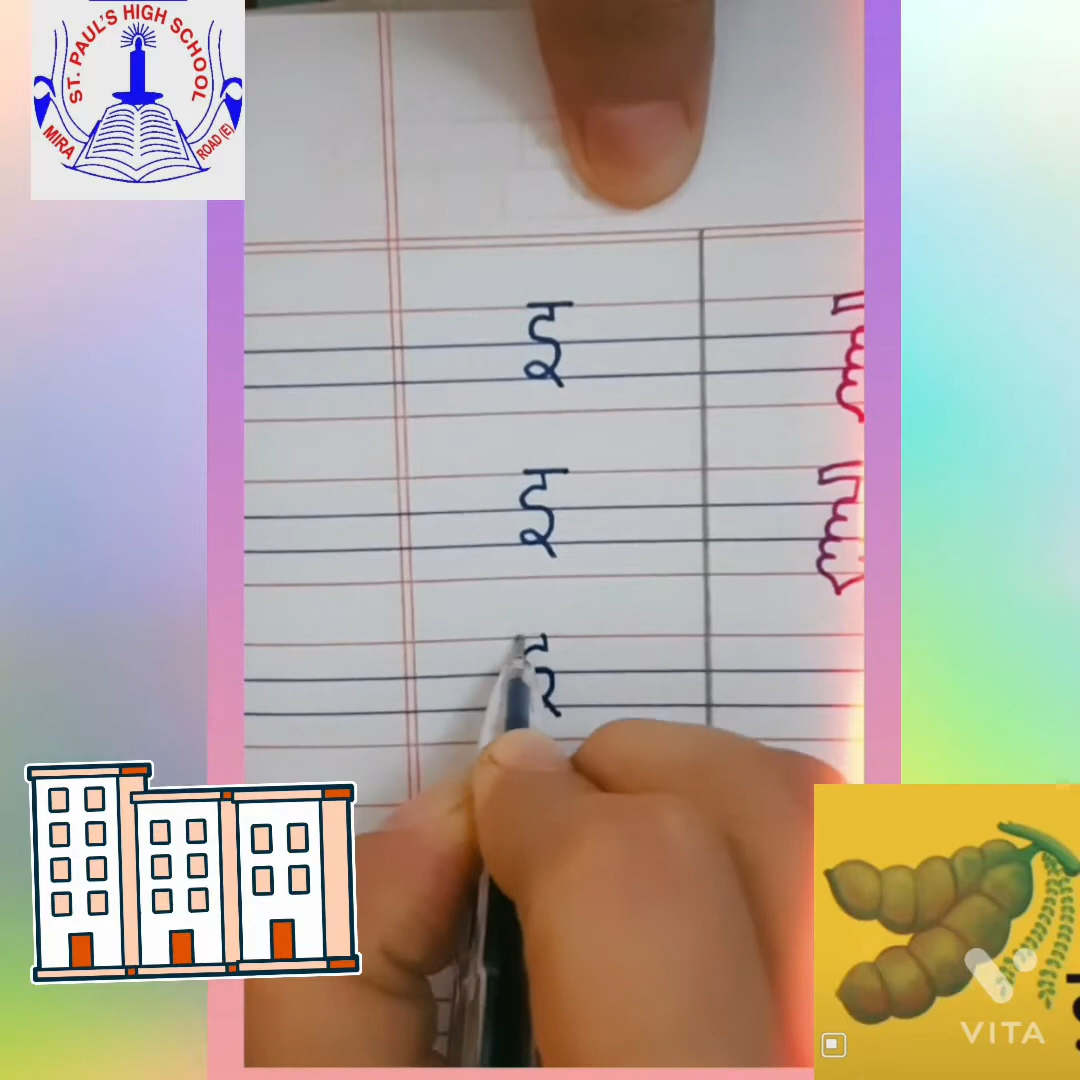 ST. PAUL'S HIGH SCHOOL
MIRA ROAD (E)
इ
इ
VITA